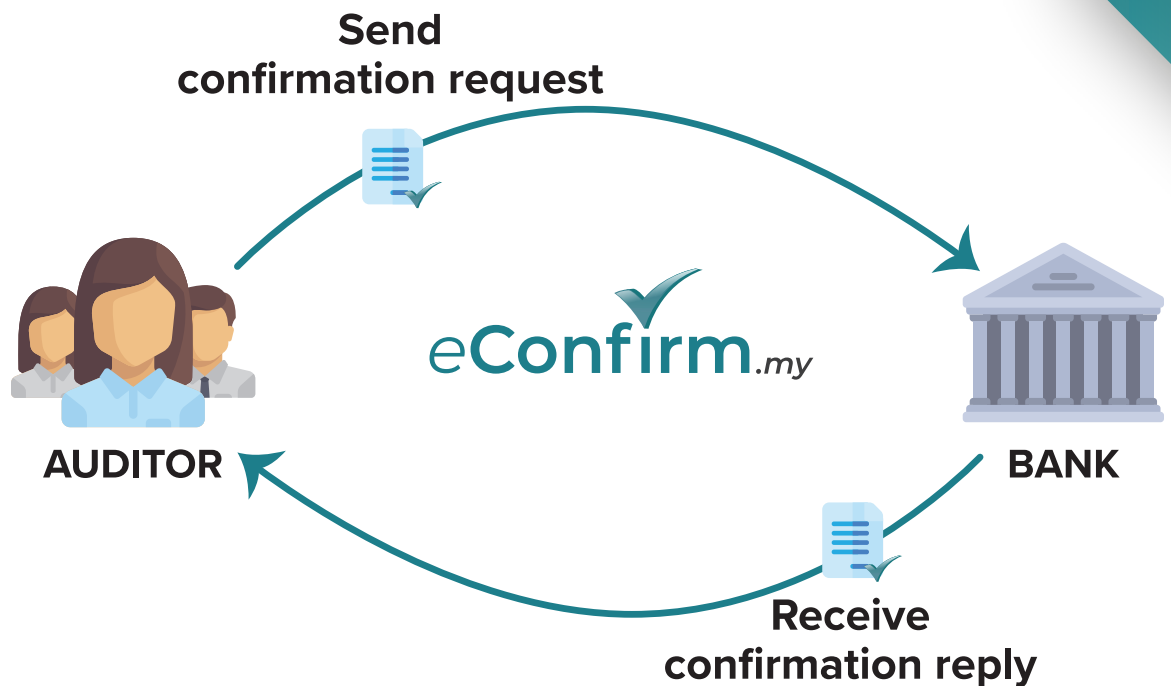 Send
confirmation request
eConfirm.my
AUDITOR
BANK
Receive
confirmation reply